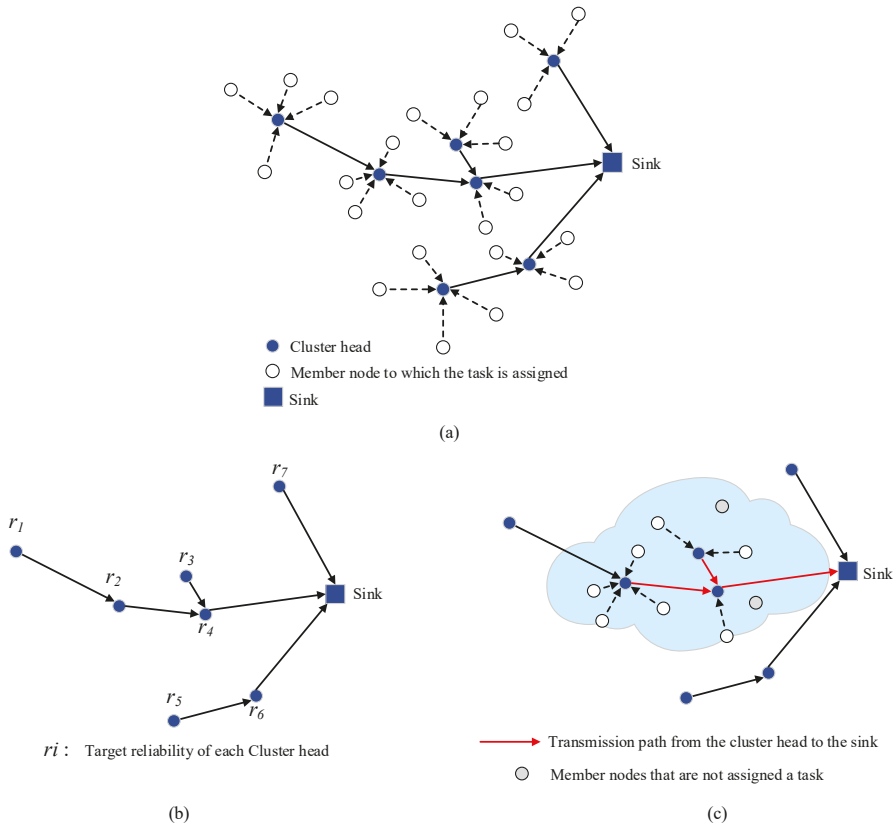 Sink
Cluster head
Member node to which the task is assigned
Sink
(a)
r7
r1
r3
r2
Sink
r4
r5
r6
ri : Target reliability of each Cluster head
(b)
Sink
Transmission path from the cluster head to the sink
Member nodes that are not assigned a task
(c)